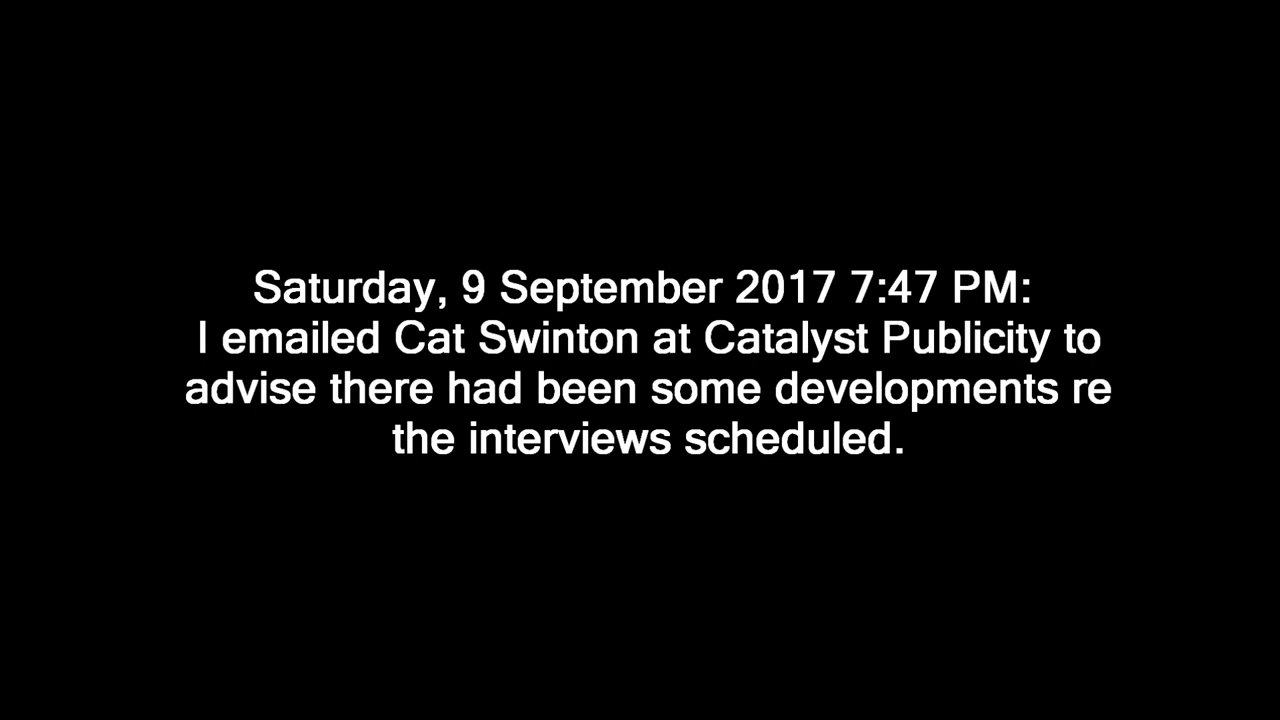 Saturday, 9 September 2017 7:47 PM:
I emailed Cat Swinton at Catalyst Publicity to
advise there had been some developments re
the interviews scheduled.